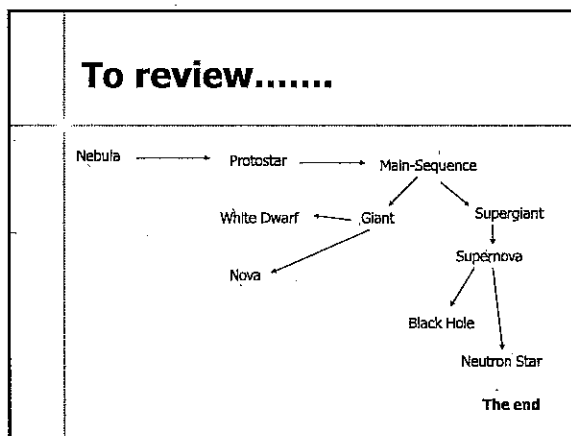 To review.......
Nebula Protostar Main-Sequence
White Dwarf Giant Supergiant
Nova Supernova
Black Hole
Neutron Star
The end